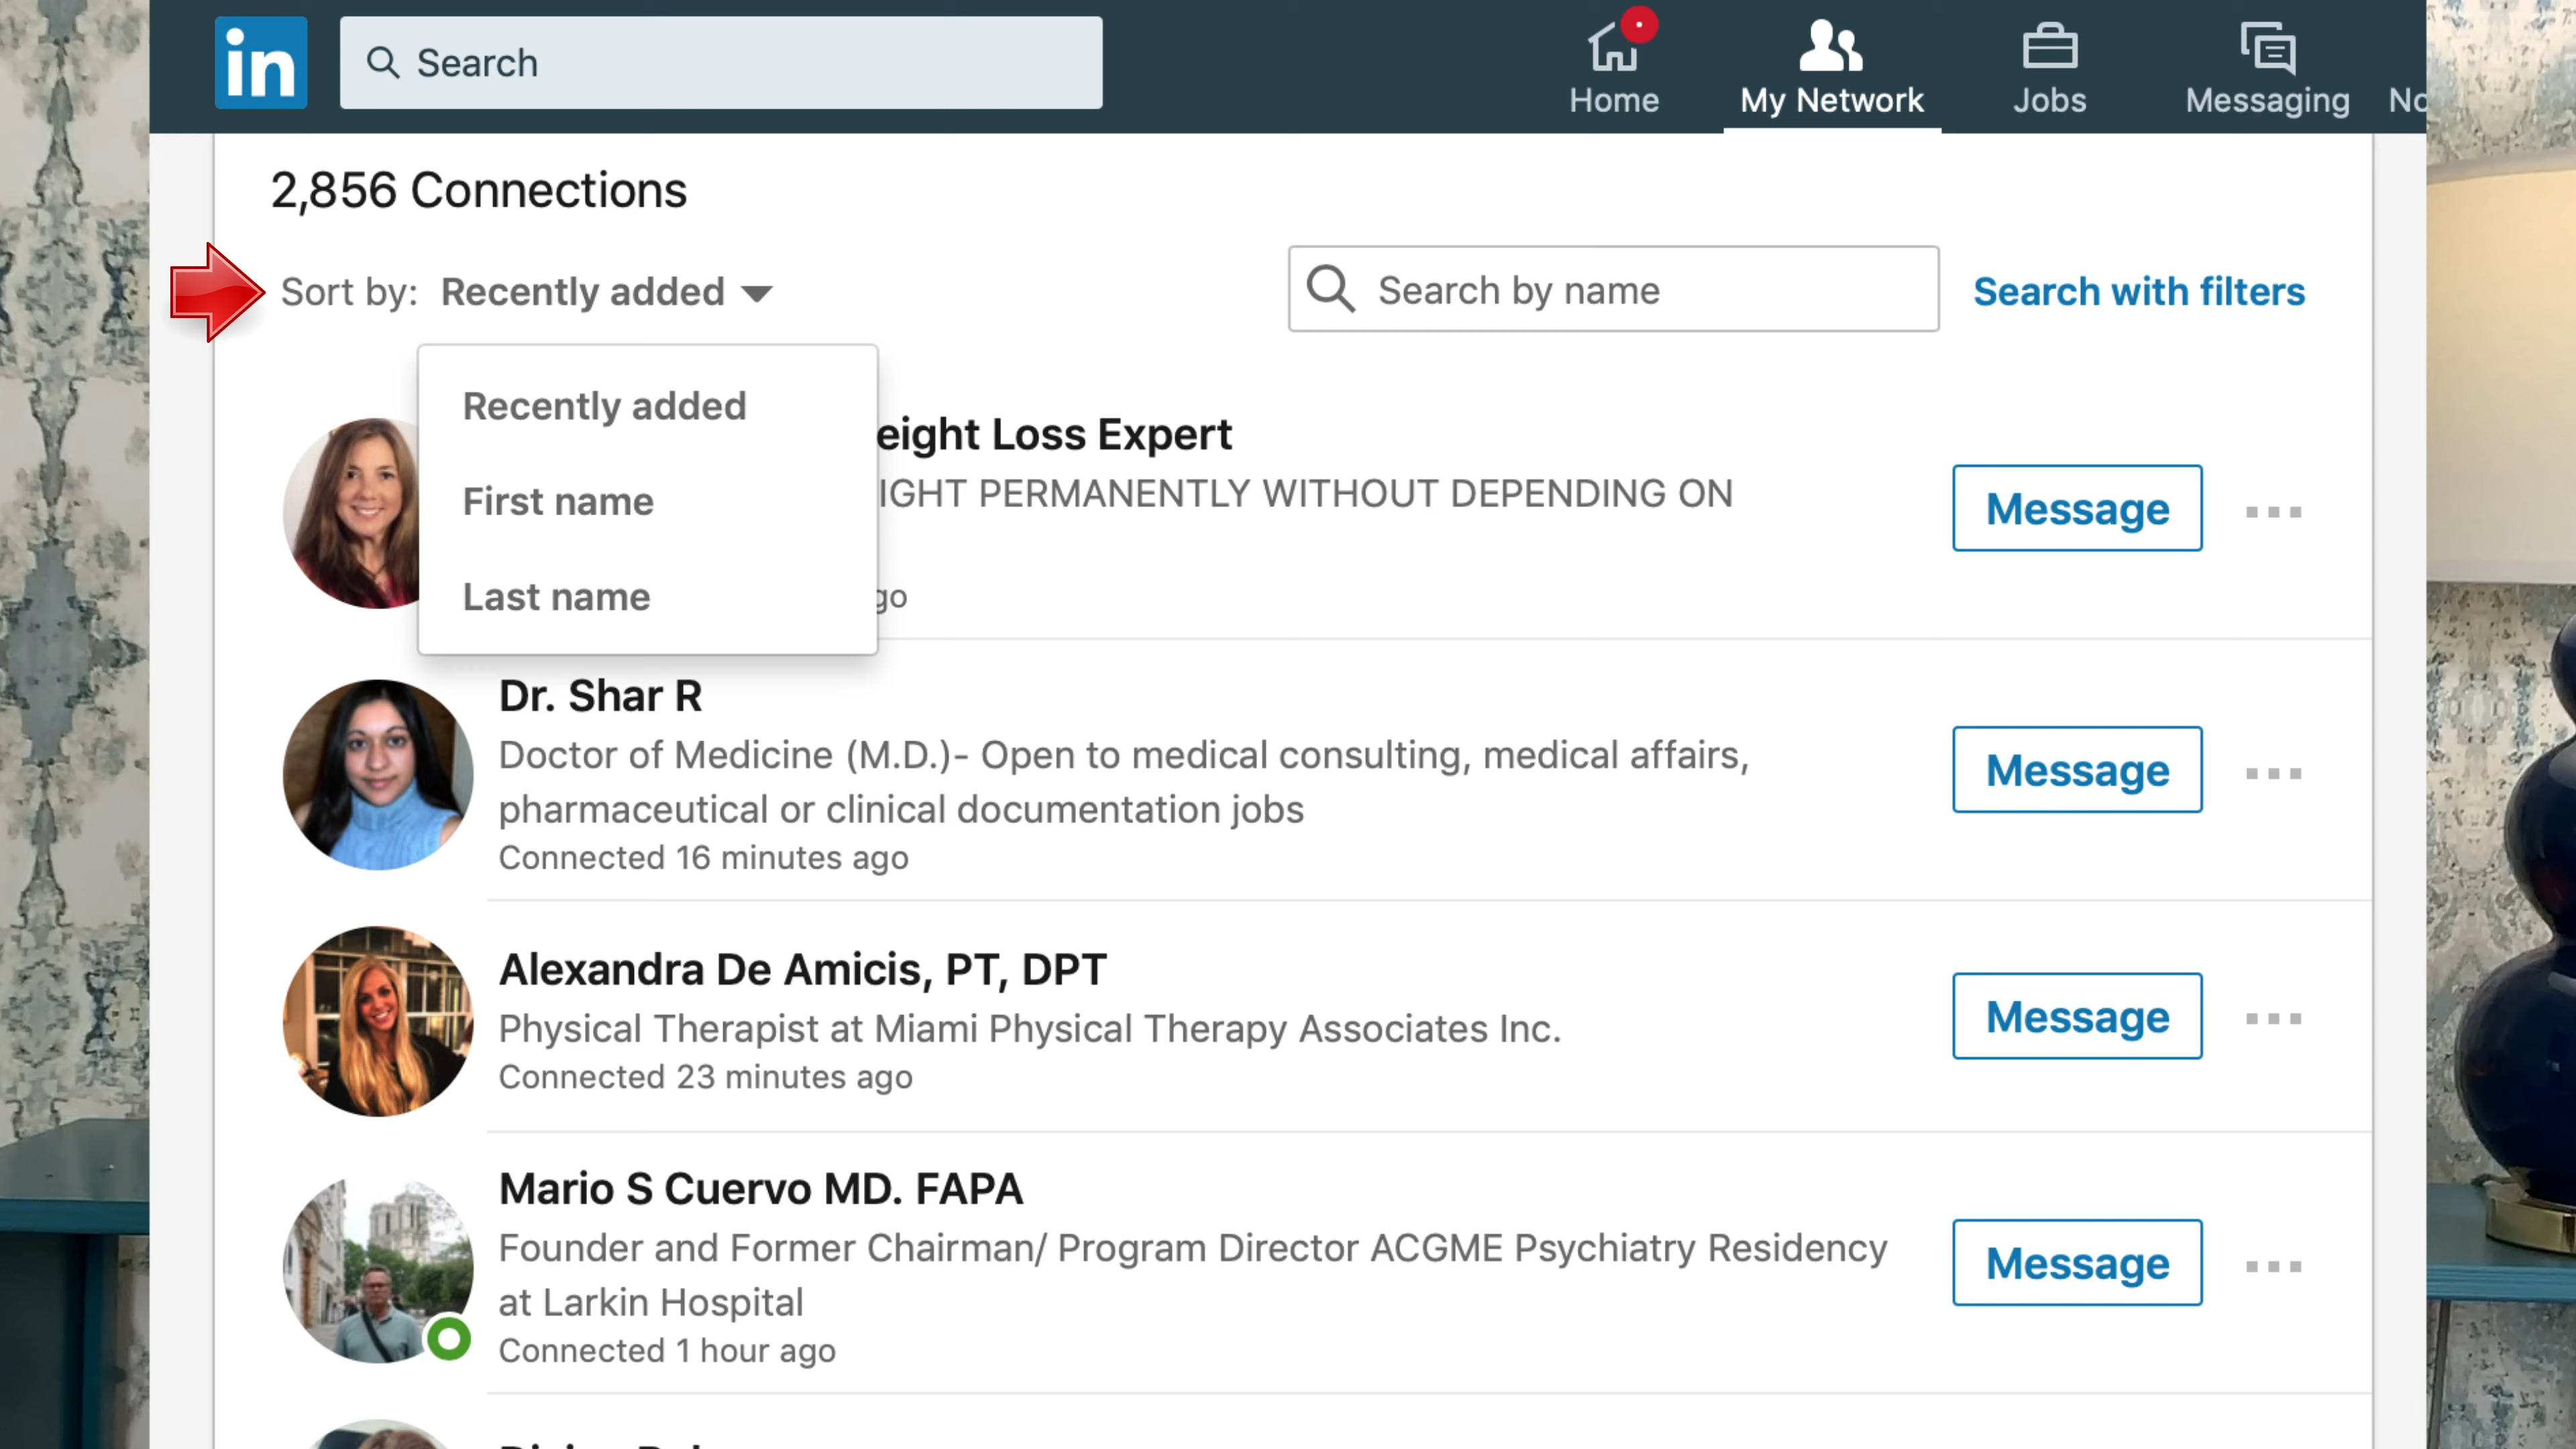 in
Search
Home
My Network
Jobs
Messaging
2,856 Connections
Sort by: Recently added
Search by name
Search with filters
Recently added
First name
Last name
Loss Expert
PERMANENTLY WITHOUT DEPENDING ON
Message
Dr. Shar R
Doctor of Medicine (M.D.)- Open to medical consulting, medical affairs,
pharmaceutical or clinical documentation jobs
Connected 16 minutes ago
Message
Alexandra De Amicis, PT, DPT
Physical Therapist at Miami Physical Therapy Associates Inc.
Connected 23 minutes ago
Message
Mario S Cuervo MD. FAPA
Founder and Former Chairman/ Program Director ACGME Psychiatry Residency
at Larkin Hospital
Connected 1 hour ago
Message